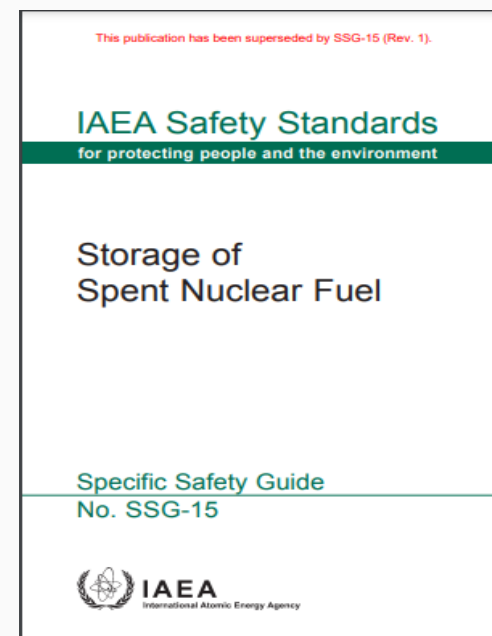 This publication has been superseded by SSG-15 (Rev. 1).
IAEA Safety Standards
for protecting people and the environment
Storage of
Spent Nuclear Fuel
Specific Safety Guide
No. SSG-15
IAEA
International Atomic Energy Agency